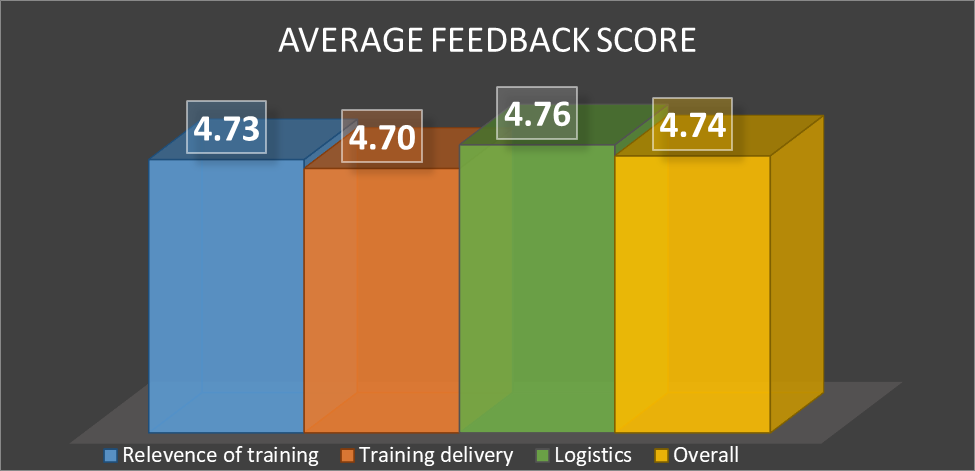 AVERAGE FEEDBACK SCORE
4.73
4.70
4.76
4.74
Relevence of training
Training delivery
Logistics
Overall